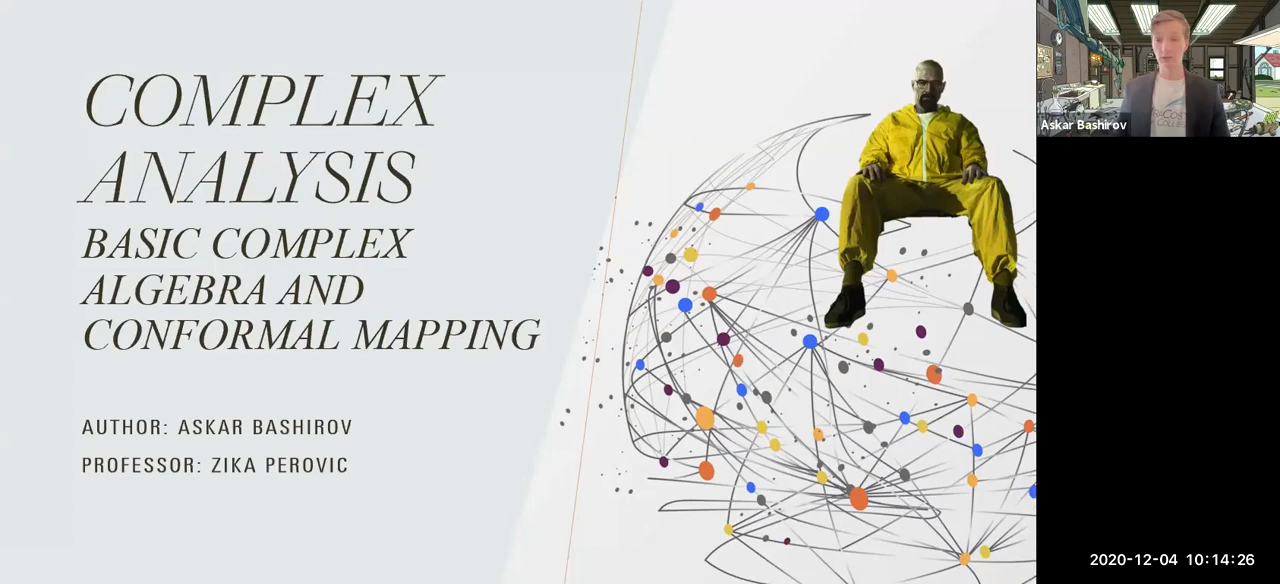 COMPLEX
ANALYSIS
BASIC COMPLEX
ALGEBRA AND
CONFORMAL MAPPING
AUTHOR: ASKAR BASHIROV
PROFESSOR: ZIKA PEROVIC
Askar Bashirov
2020-12-04 10:14:26